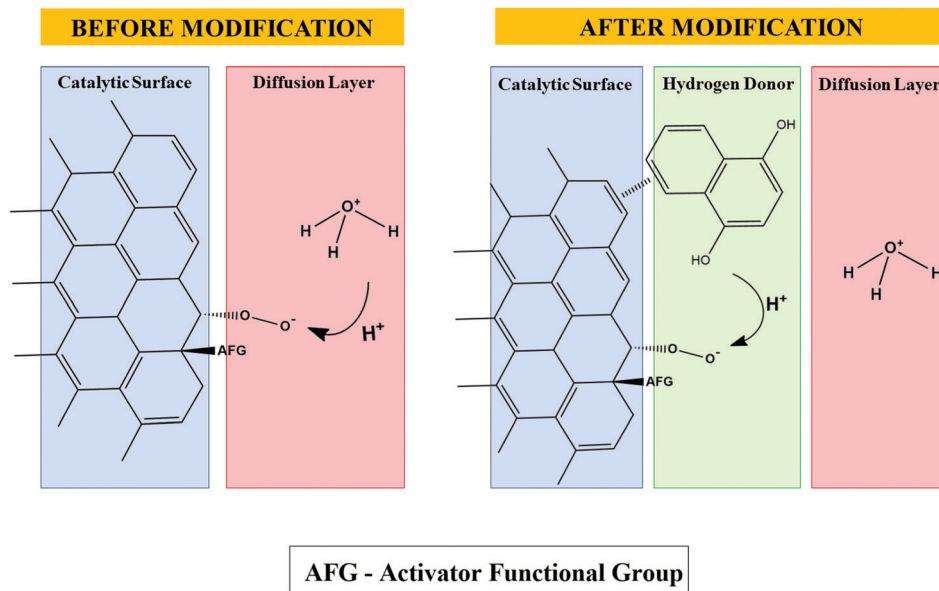 BEFORE MODIFICATION
AFTER MODIFICATION
Catalytic Surface
Diffusion Layer
Catalytic Surface
Hydrogen Donor
Diffusion Layer
OH
HO
O+
H
H
H
H+
O
O-
AFG
O+
H
H
H
H+
O
O-
AFG
AFG - Activator Functional Group